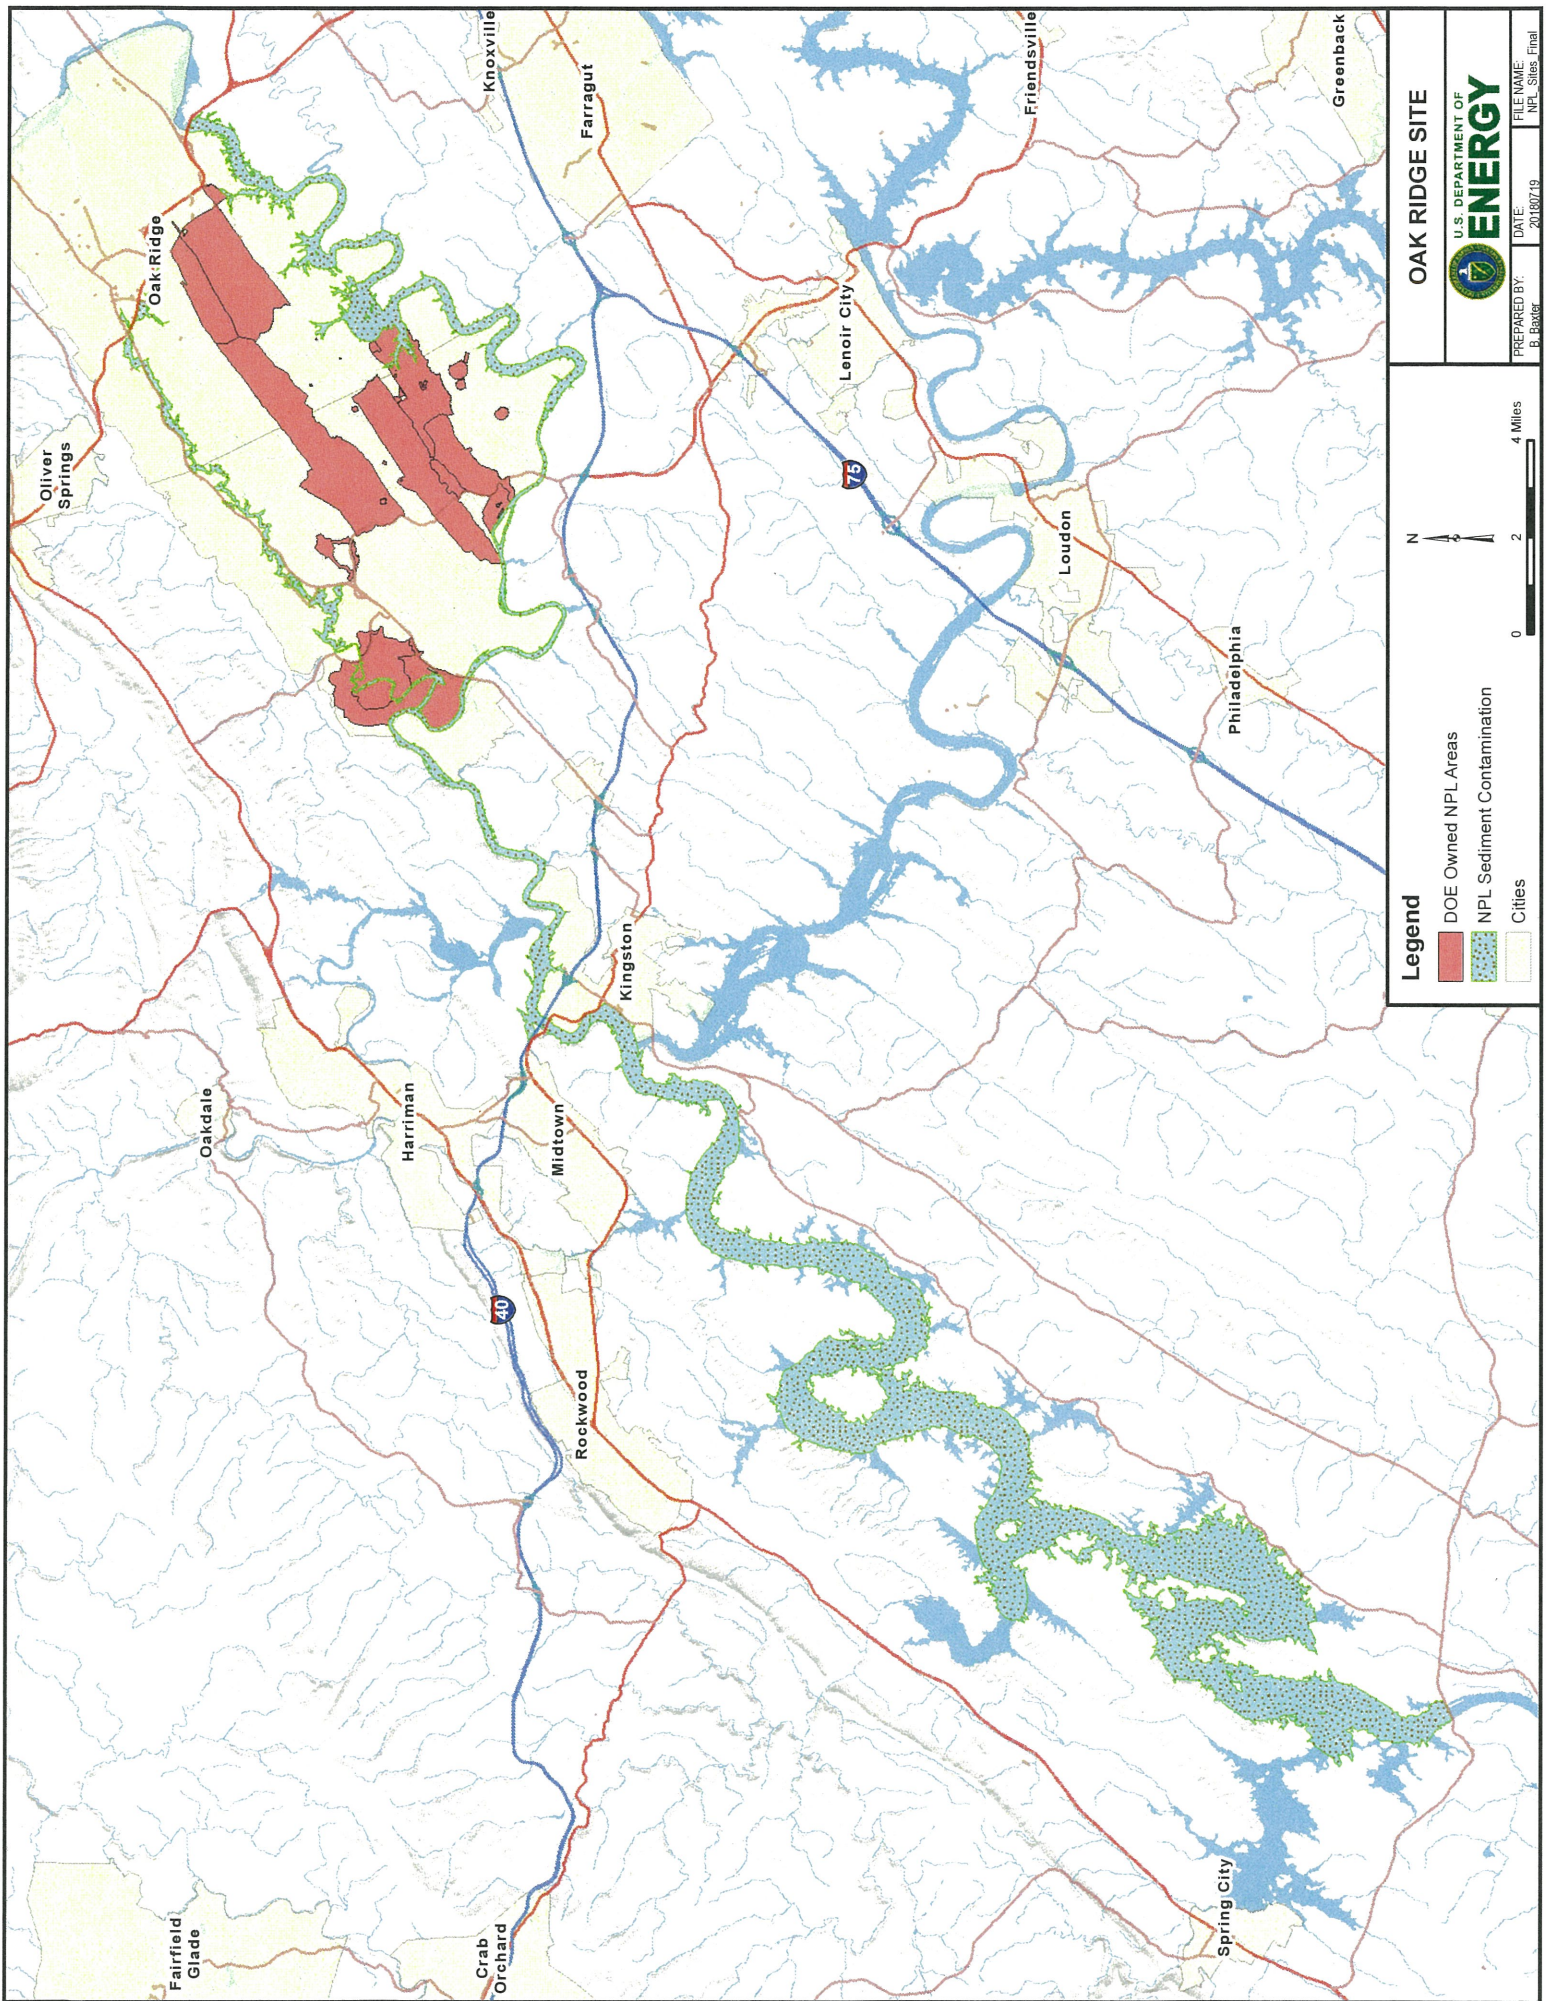 Oliver
Springs
Oak Ridge
Knoxville
Farragut
Friendsville
Greenback
Lenoir City
Loudon
Philadelphia
75
Oakdale
Harriman
Midtown
Kingston
Rockwood
40
Fairfield
Glade
Crab
Orchard
Spring City
Legend
DOE Owned NPL Areas
NPL Sediment Contamination
Cities
N
0 2 4 Miles
OAK RIDGE SITE
U.S. DEPARTMENT OF
ENERGY
PREPARED BY:
B. Baxter
DATE:
20180719
FILE NAME:
NPL_Sites_Final